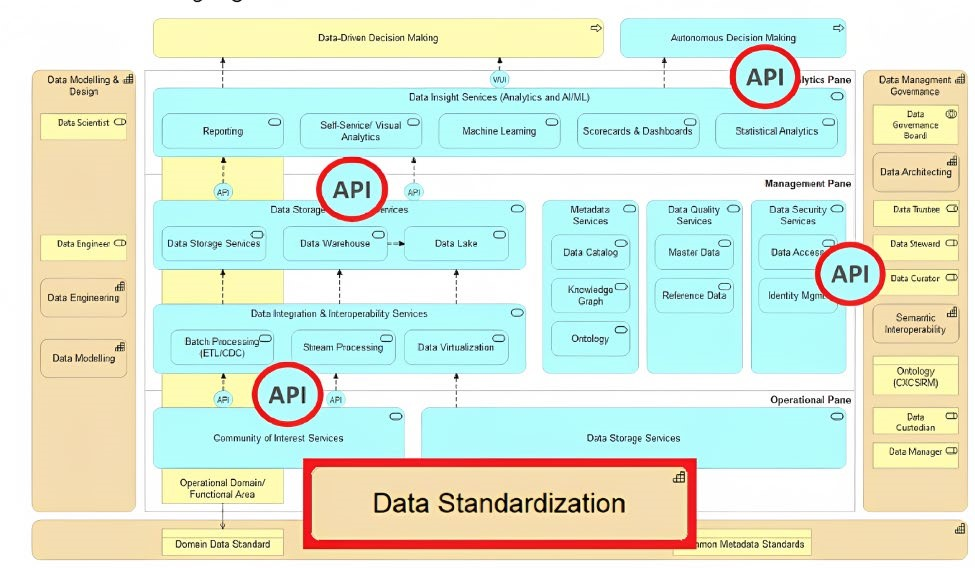 Data-Driven Decision Making
Autonomous Decision Making
API
Data Modelling &
Design
Data Scientist
Data Engineer
Data Engineering
Data Modelling
WUI
lytics Pane
Data Insight Services (Analytics and AI/ML)
Reporting
Self-Service/ Visual
Analytics
Machine Learning
Scorecards & Dashboards
Statistical Analytics
API
API
API
Management Pane
Data Storage
ervices
Data Storage Services
Data Warehouse
Data Lake
Metadata
Services
Data Catalog
Knowledge
Graph
Ontology
Data Quality
Services
Master Data
Reference Data
Data Security
Services
Data Access
Identity Mgmt
API
Data Integration & Interoperability Services
Batch Processing
(ETL/CDC)
Stream Processing
Data Virtualization
API
API
API
Operational Pane
Community of Interest Services
Data Storage Services
Operational Domain/
Functional Area
Data Standardization
Domain Data Standard
mmon Metadata Standards
Data Managment
Governance
Data
Governance
Board
Data Architecting
Data Trustee
Data Steward
Data Curator
Semantic
Interoperability
Ontology
(CXCS/RM)
Data
Custodian
Data Manager